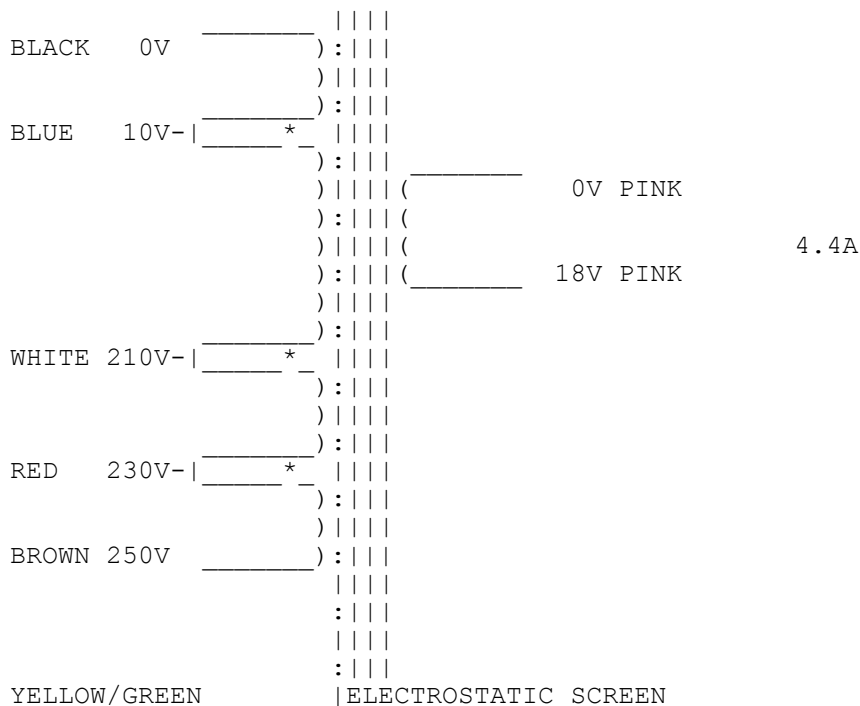 BLACK 0V
BLUE 10V
0V PINK
4.4A
18V PINK
WHITE 210V
RED 230V
BROWN 250V
YELLOW/GREEN ELECTROSTATIC SCREEN